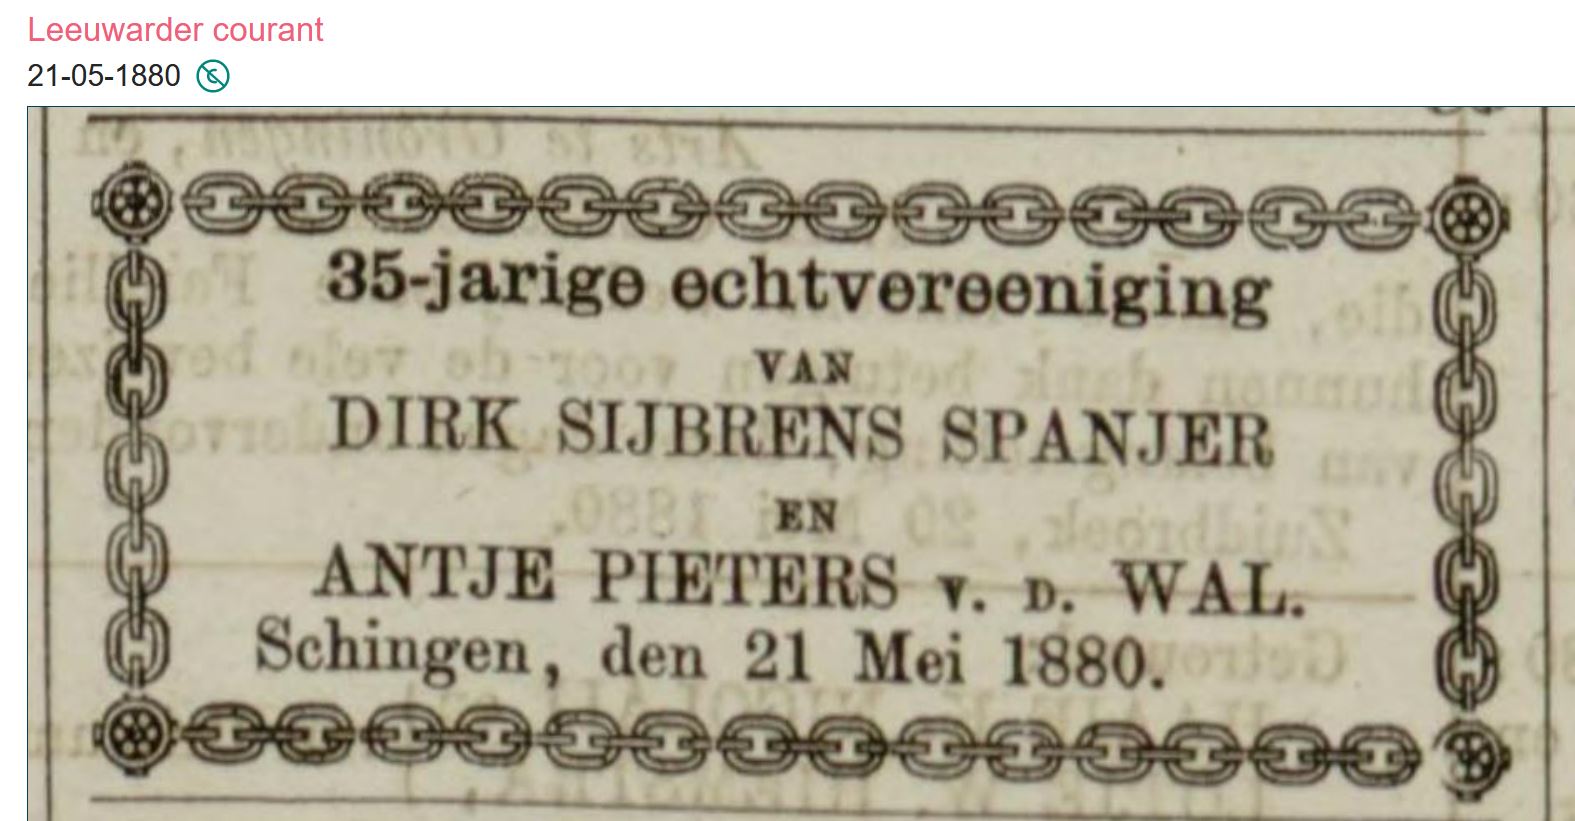 Leeuwarder courant
21-05-1880
35-jarige echtvereeniging
VAN
DIRK SIJBRENS SPANJER
EN
ANTJE PIETERS V. D. WAL.
Schingen, den 21 Mei 1880.